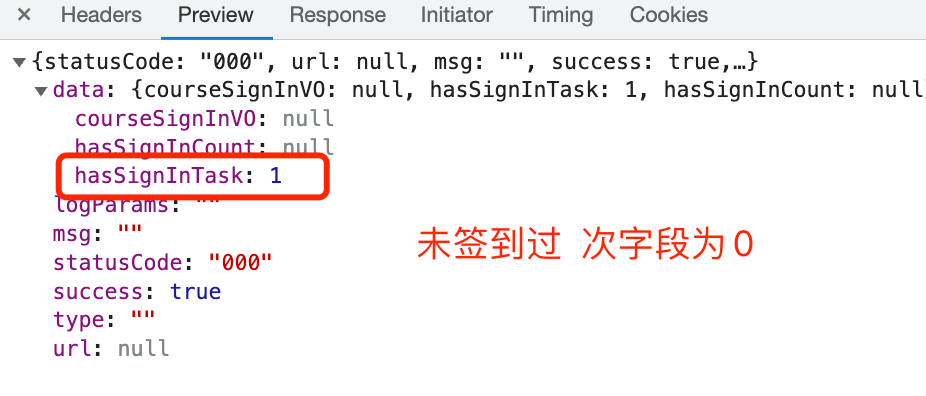 × Headers Preview Response Initiator Timing Cookies
▼{statusCode: "000", url: null, msg: "", success: true,…}
▼data: {courseSignInVO: null, hasSignInTask: 1, hasSignInCount: null
courseSignInVO: null
hasSignInCount: null
hasSignInTask: 1
logParams: ""
msg: ""
未签到过 次字段为0
statusCode: "000"
success: true
type: ""
url: null